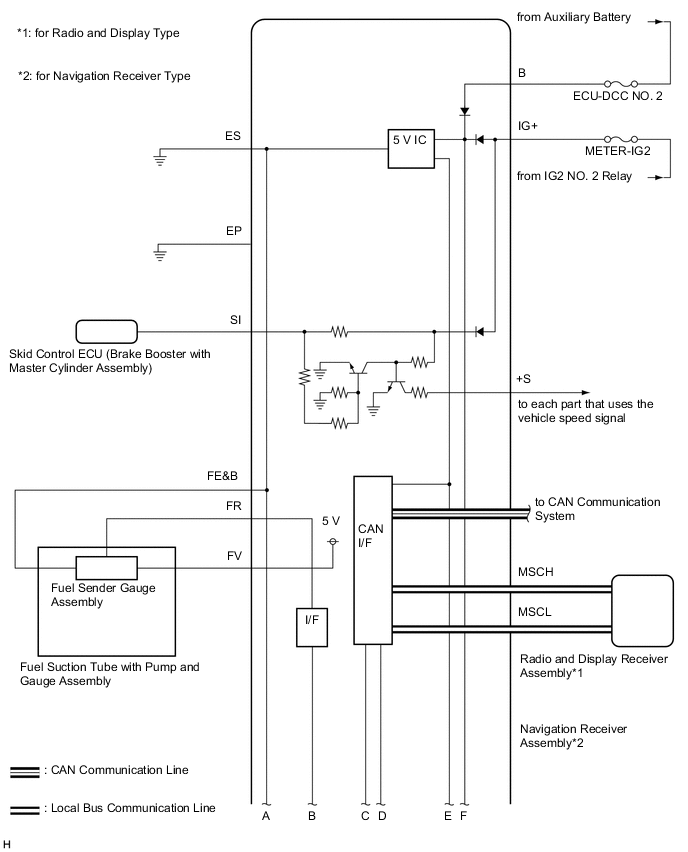 from Auxiliary Battery
*1: for Radio and Display Type
*2: for Navigation Receiver Type
B
ECU-DCC NO. 2
IG+
ES
5 V IC
METER-IG2
from IG2 NO. 2 Relay
EP
SI
Skid Control ECU (Brake Booster with
Master Cylinder Assembly)
+S
to each part that uses the
vehicle speed signal
FE&B
FR
5 V
CAN
I/F
to CAN Communication
System
FV
MSCH
Fuel Sender Gauge
Assembly
I/F
MSCL
Fuel Suction Tube with Pump and
Gauge Assembly
Radio and Display Receiver
Assembly*1
Navigation Receiver
Assembly*2
: CAN Communication Line
: Local Bus Communication Line
A
B
C
D
E
F
H